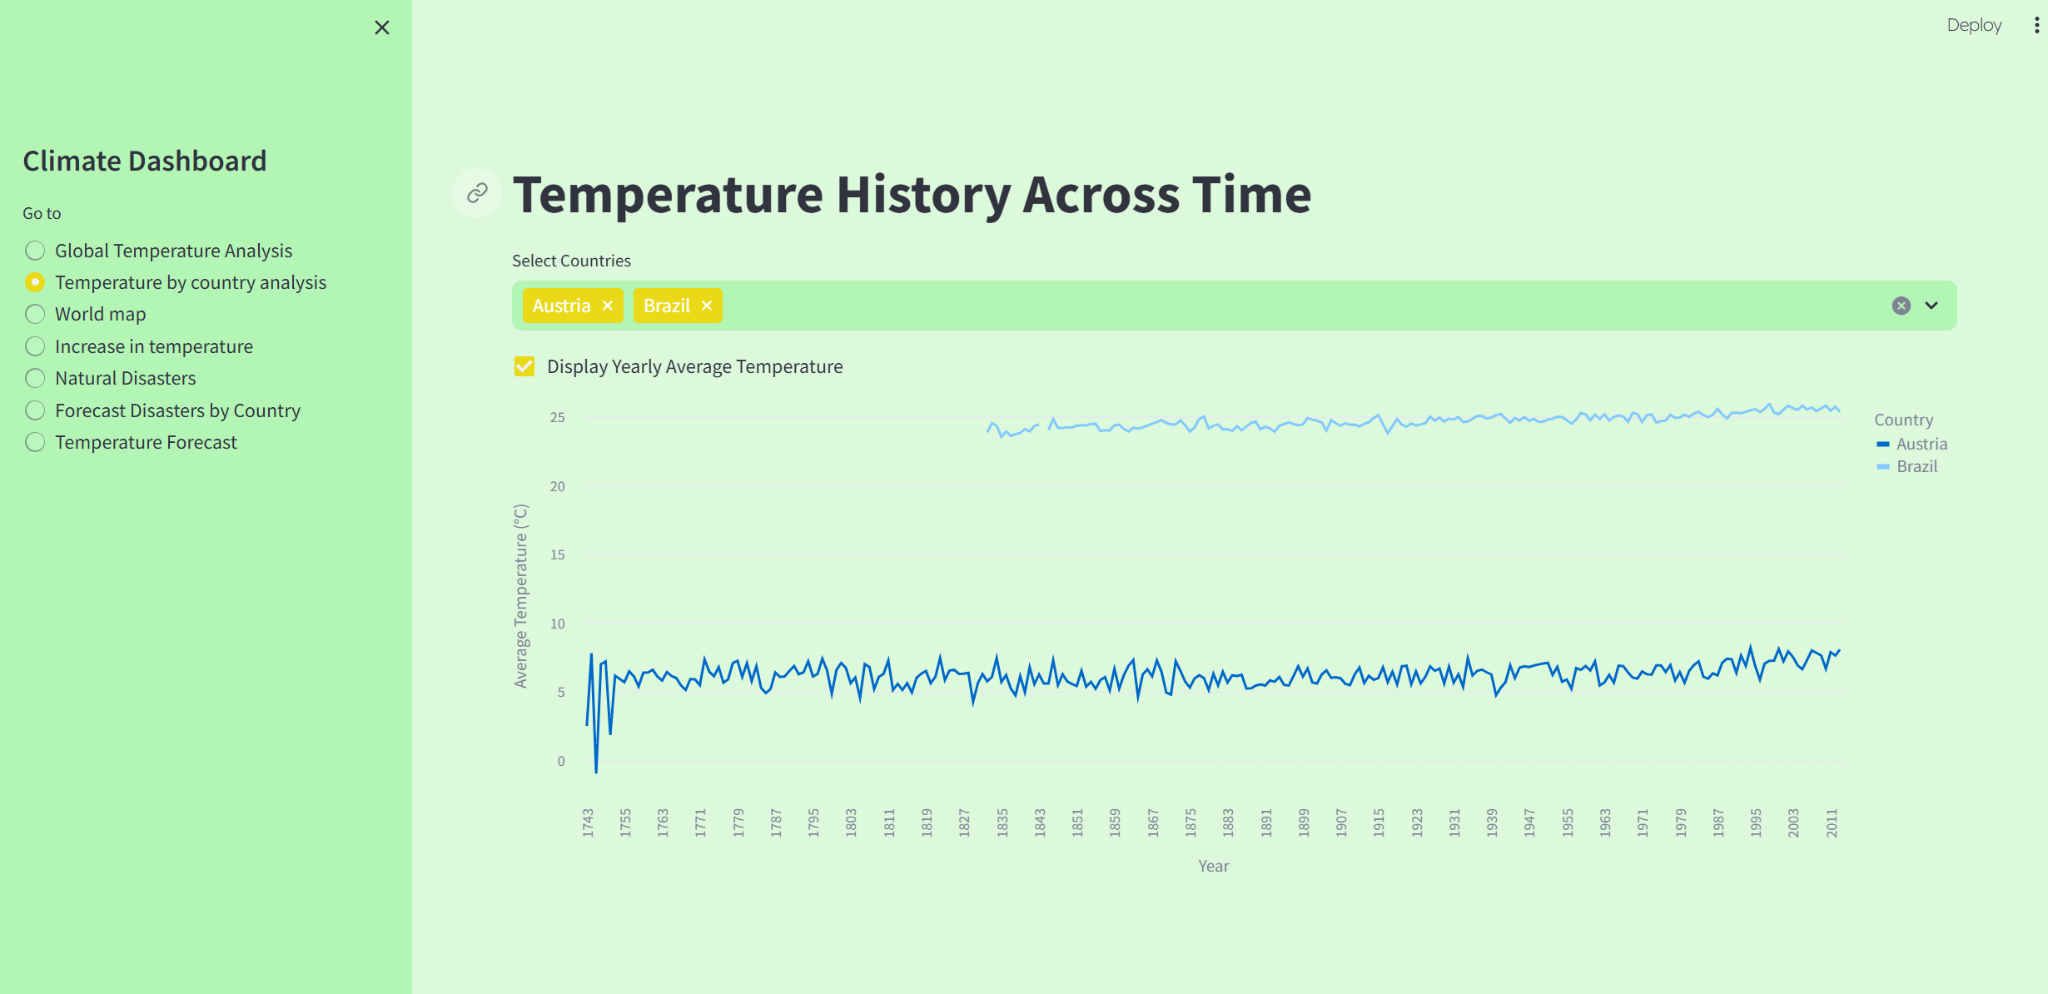 Deploy
Climate Dashboard
Go to
Global Temperature Analysis
Temperature by country analysis
World map
Increase in temperature
Natural Disasters
Forecast Disasters by Country
Temperature Forecast
Temperature History Across Time
Select Countries
Austria Brazil
Display Yearly Average Temperature
Average Temperature (°C)
25
20
15
10
5
0
1743 1755 1763 1771 1779 1787 1795 1803 1811 1819 1827 1835 1843 1851 1859 1867 1875 1883 1891 1899 1907 1915 1923 1931 1939 1947 1955 1963 1971 1979 1987 1995 2003 2011
Year
Country
Austria
Brazil